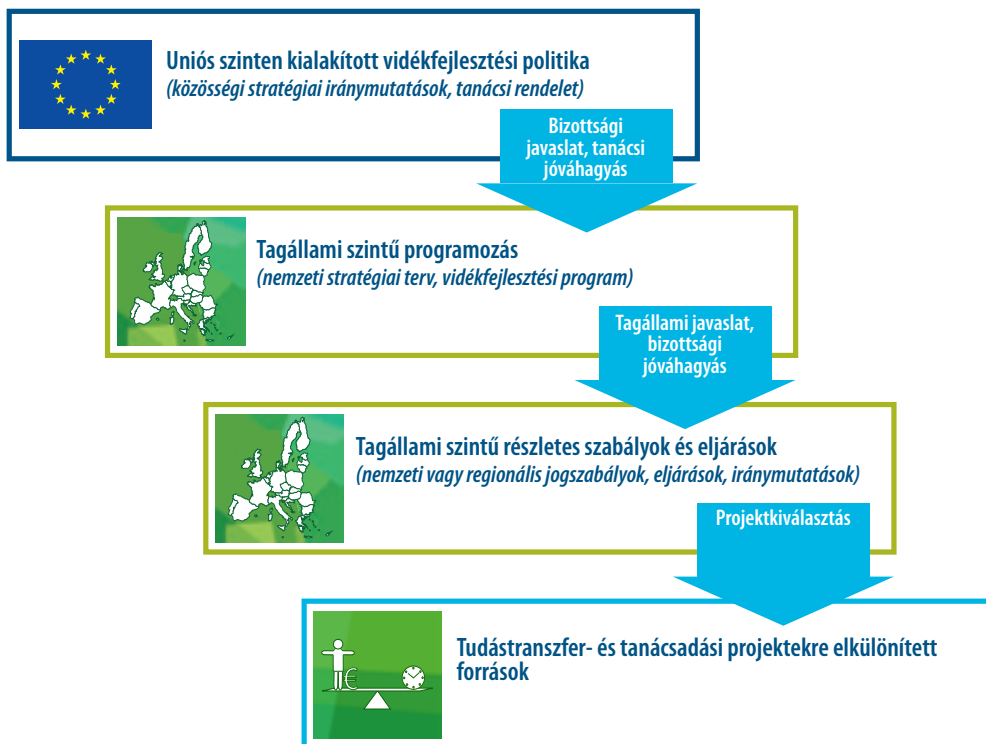 Uniós szinten kialakított vidékfejlesztési politika
(közösségi stratégiai iránymutatások, tanácsi rendelet)
Bizottsági
javaslat, tanácsi
jóváhagyás
Tagállami szintű programozás
(nemzeti stratégiai terv, vidékfejlesztési program)
Tagállami javaslat,
bizottsági
jóváhagyás
Tagállami szintű részletes szabályok és eljárások
(nemzeti vagy regionális jogszabályok, eljárások, iránymutatások)
Projektkiválasztás
Tudástranszfer- és tanácsadási projektekre elkülönített
források
€